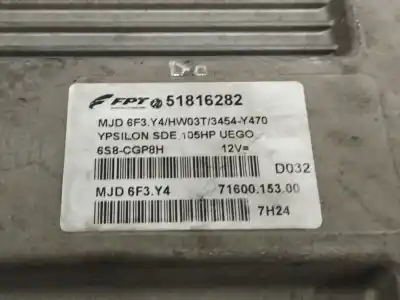 FPT 51816282
MJD 6F3.Y4/HW03T/3454-Y470
YPSILON SDE 105HP UEGO
6S8-CGP8H 12V=
D032
MJD 6F3.Y4 71600.153.00
7H24